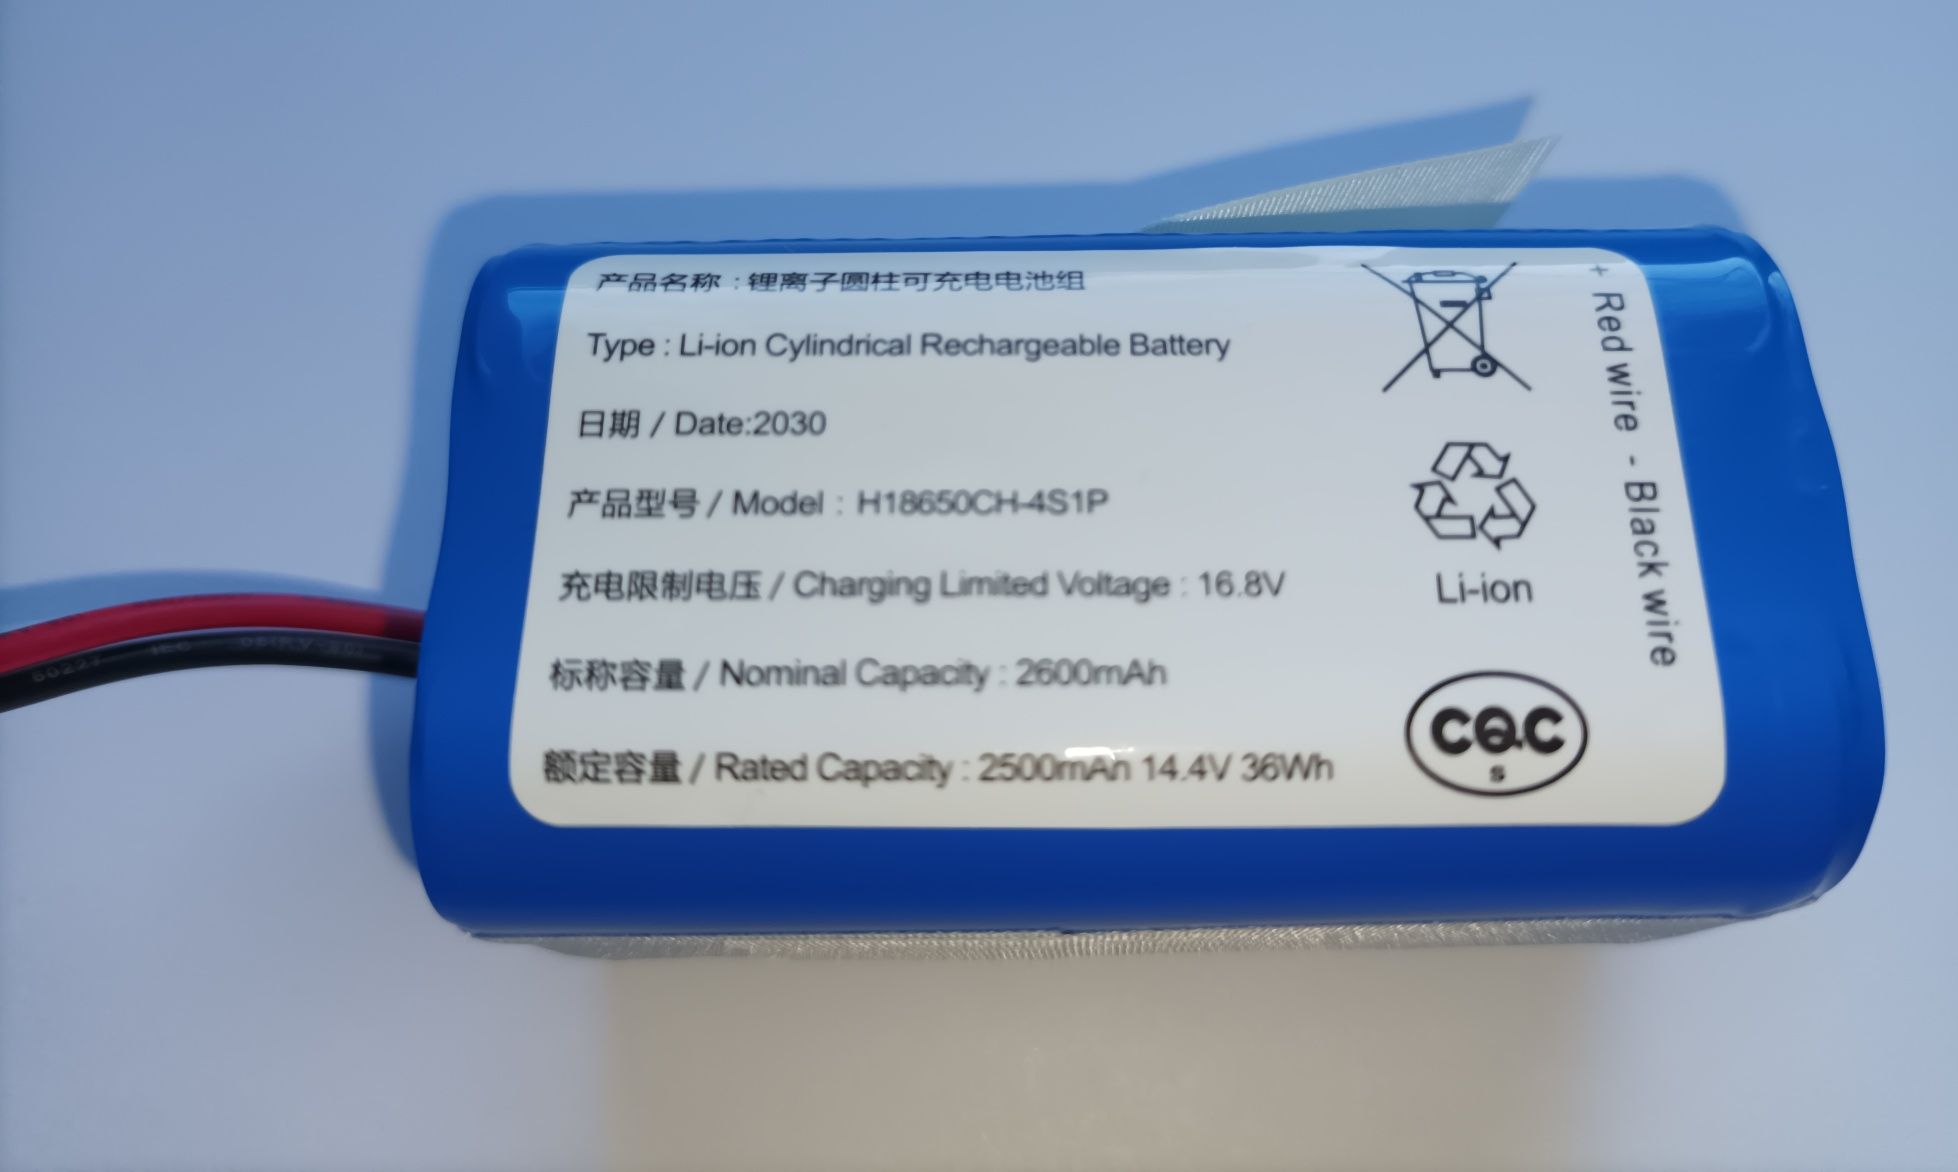 产品名称 : 锂离子圆柱可充电电池组
Type : Li-ion Cylindrical Rechargeable Battery
日期 / Date:2030
产品型号 / Model : H18650CH-4S1P
充电限制电压 / Charging Limited Voltage : 16.8V
标称容量 / Nominal Capacity : 2600mAh
额定容量 / Rated Capacity : 2500mAh 14.4V 36Wh
Li-ion
CQC
S
+ Red wire - Black wire
60227 IEC